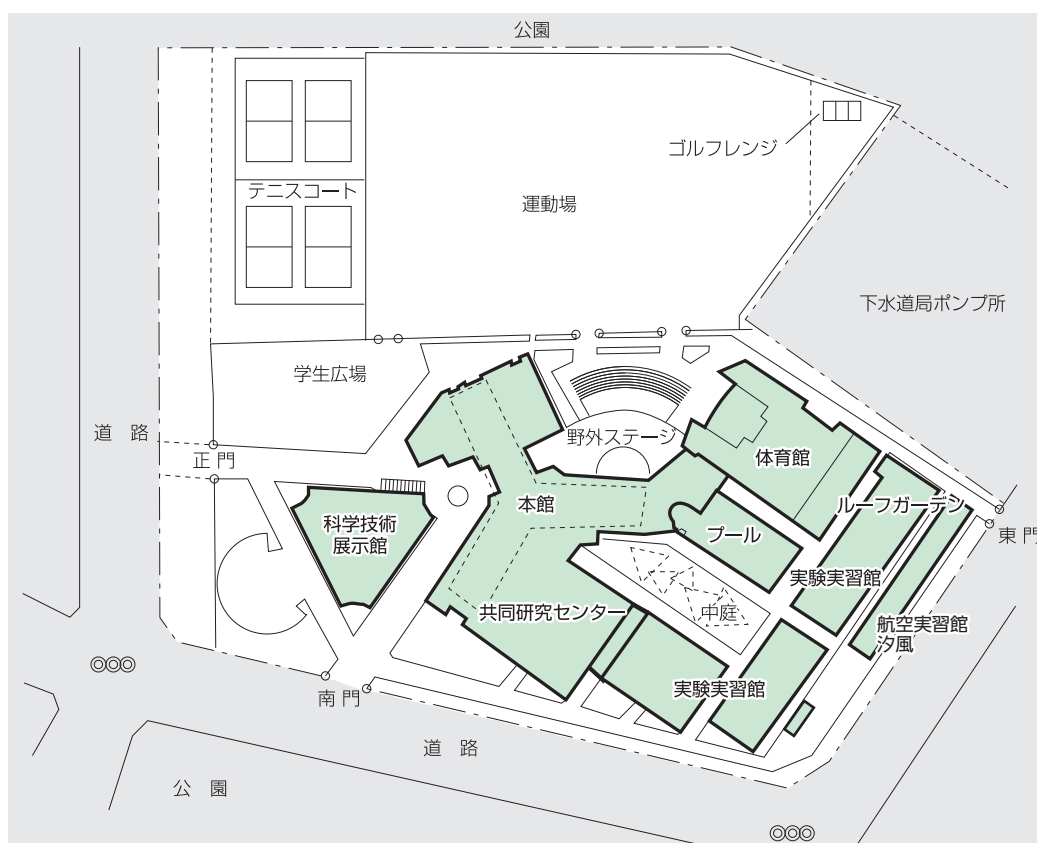 公園
ゴルフレンジ
テニスコート
運動場
下水道局ポンプ所
学生広場
道 路
野外ステージ
正門
体育館
本館
ルーフガーデン
科学技術
展示館
プール
東門
実験実習館
共同研究センター
中庭
航空実習館
汐風
実験実習館
南門
道 路
公 園